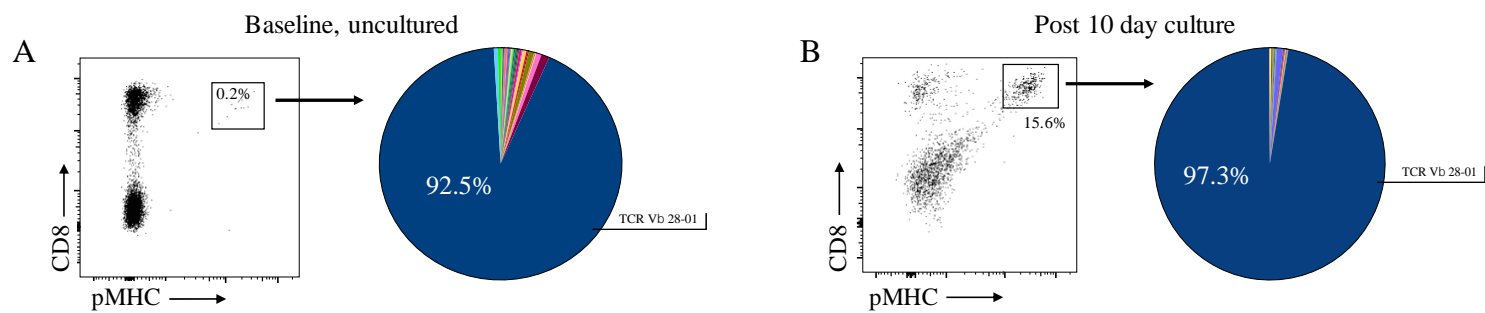 Baseline, uncultured
Post 10 day culture
A
B
0.2%
92.5%
TCR Vb 28-01
CD8
pMHC
15.6%
97.3%
TCR Vb 28-01
CD8
pMHC